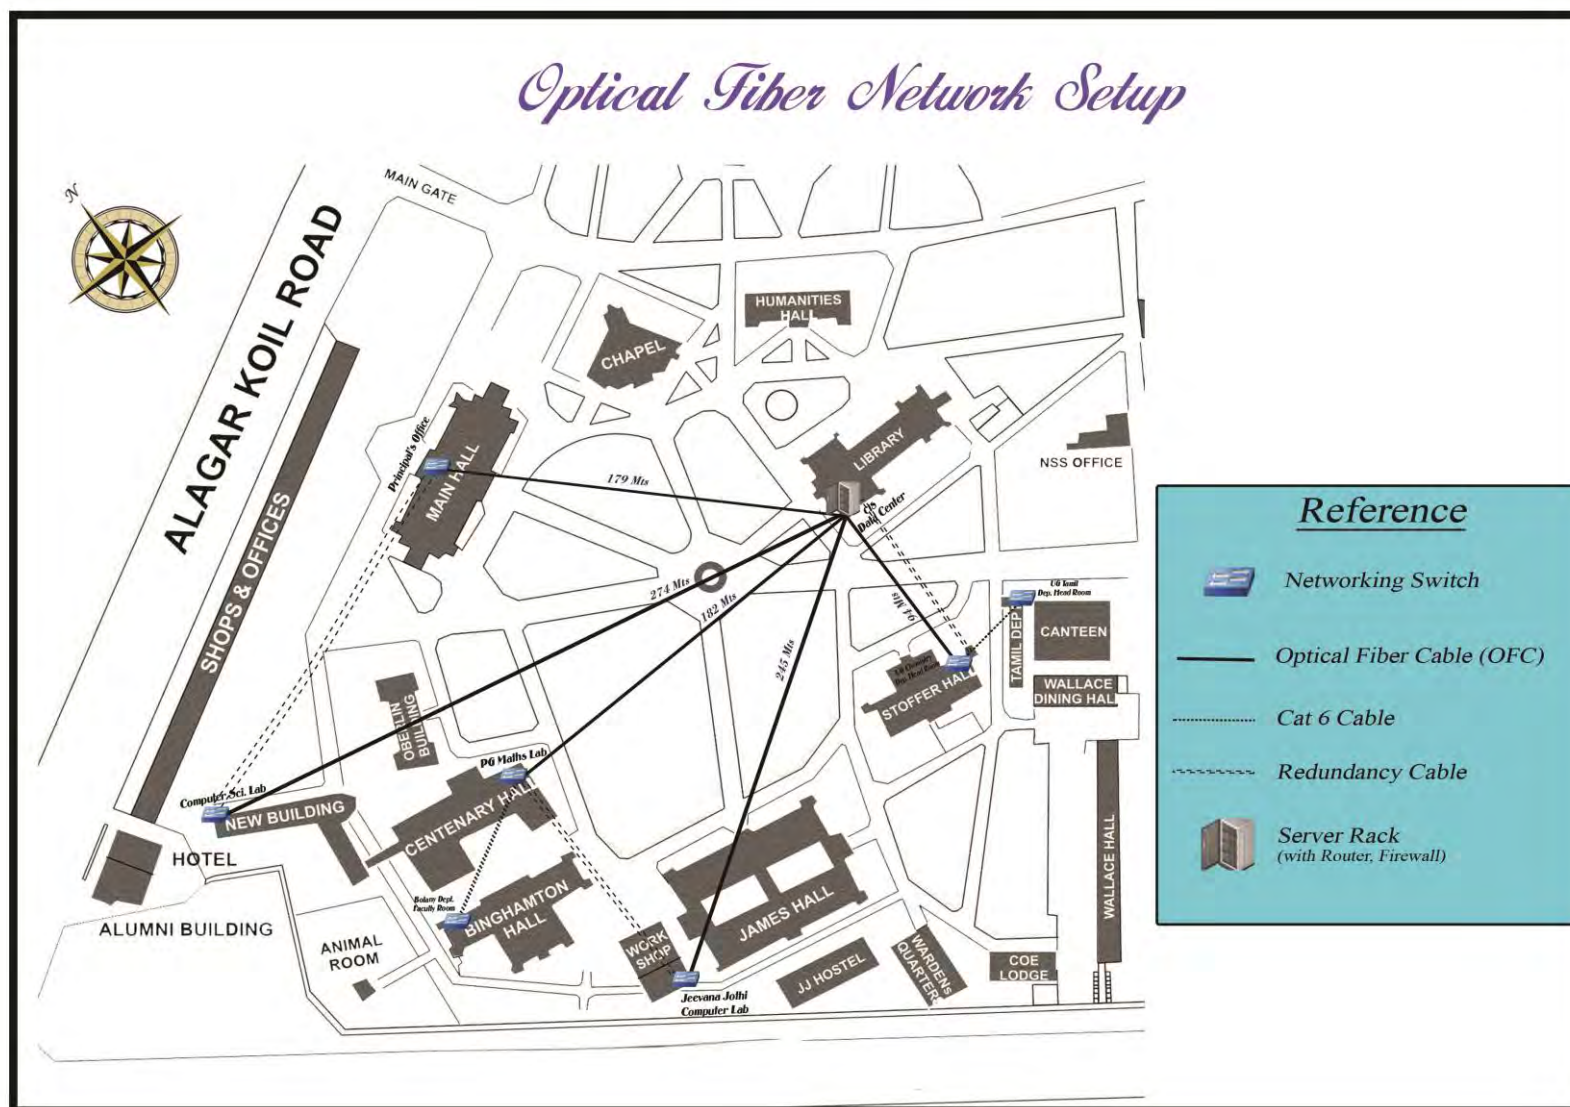 Optical Fiber Network Setup
N
MAIN GATE
ALAGAR KOIL ROAD
SHOPS & OFFICES
HUMANITIES
HALL
CHAPEL
Principal's Office
MAIN HALL
LIBRARY
NSS OFFICE
179 Mts
Data Center
274 Mts
182 Mts
245 Mts
94 Mts
UG Tamil
Dep. Head Room
TAMIL DEP
CANTEEN
Dep. Head Room
STOFFER HALL
WALLACE
DINING HALL
OBERLIN
BUILDING
PG Maths Lab
Computer Sci. Lab
NEW BUILDING
CENTENARY HALL
HOTEL
ALUMNI BUILDING
Botany Dept.
Faculty Room
BINGHAMTON
HALL
ANIMAL
ROOM
WORK
SHOP
JAMES HALL
WALLACE HALL
JJ HOSTEL
WARDENS
QUARTERS
COE
LODGE
Jeevana Jothi
Computer Lab
Reference
Networking Switch
Optical Fiber Cable (OFC)
Cat 6 Cable
Redundancy Cable
Server Rack
(with Router, Firewall)